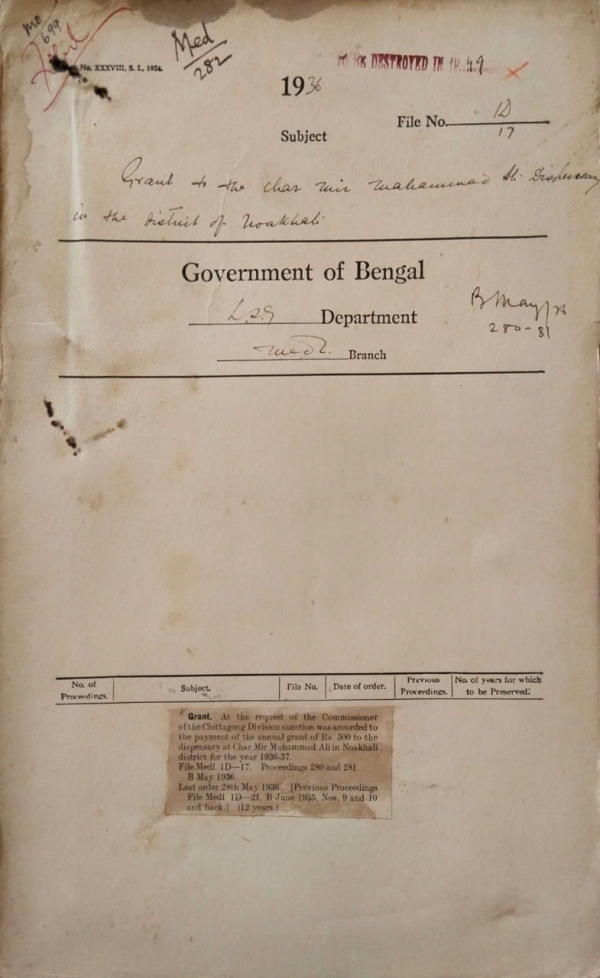 Med
282
No. XXXVIII, S. I., 1924.
TO BE DESTROYED IN 19.49
1936
File No. 1D
17
Subject
Grant to the char mir mahammad Ali Dispensary
in the district of Noakhali
Government of Bengal
L.S.G Department
Medl. Branch
B May/36
280-81
No. of Proceedings.
Subject.
File No.
Date of order.
Previous Proceedings.
No. of years for which to be Preserved.
Grant. At the request of the Commissioner
of the Chittagong Division sanction was accorded to
the payment of the annual grant of Rs. 500 to the
dispensary at Char Mir Muhammad Ali in Noakhali
district for the year 1936-37.
File Medl. 1D—17. Proceedings 280 and 281.
B May 1936
Last order 28th May 1936. [Previous Proceedings
File Medl. 1D—21, B June 1935, Nos. 9 and 10
and back.] (12 years.)